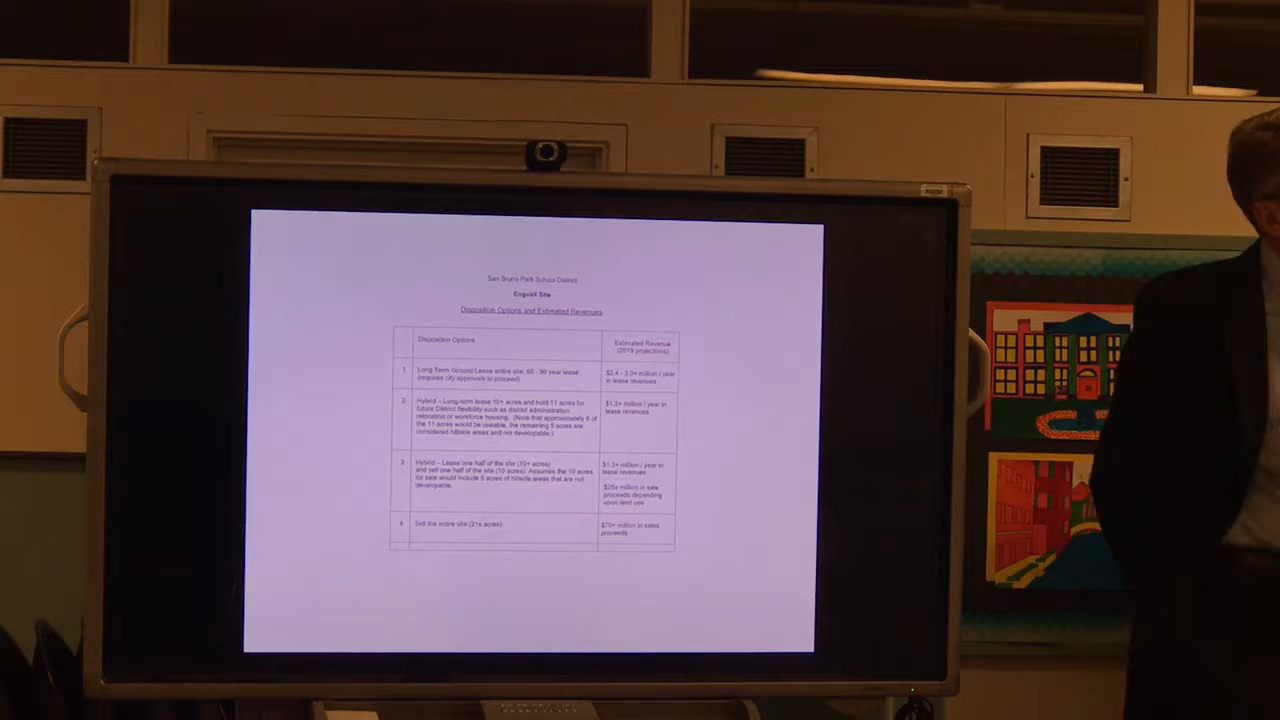 San Bruno Park School District
Engvall Site
Disposition Options and Estimated Revenues
Disposition Options
Estimated Revenue
(2019 projections)
1
Long Term Ground Lease entire site; 65 - 99 year lease
(requires city approvals to proceed)
$2.4 - 3.0+ million / year
in lease revenues
2
Hybrid – Long-term lease 10+ acres and hold 11 acres for
future District flexibility such as district administration
relocation or workforce housing. (Note that approximately 6 of
the 11 acres would be useable, the remaining 5 acres are
considered hillside areas and not developable.)
$1.3+ million / year in
lease revenues
3
Hybrid – Lease one half of the site (10+ acres)
and sell one half of the site (10 acres). Assumes the 10 acres
for sale would include 5 acres of hillside areas that are not
developable.
$1.3+ million / year in
lease revenues
$25± million in sale
proceeds depending
upon land use
4
Sell the entire site (21± acres)
$70+ million in sales
proceeds